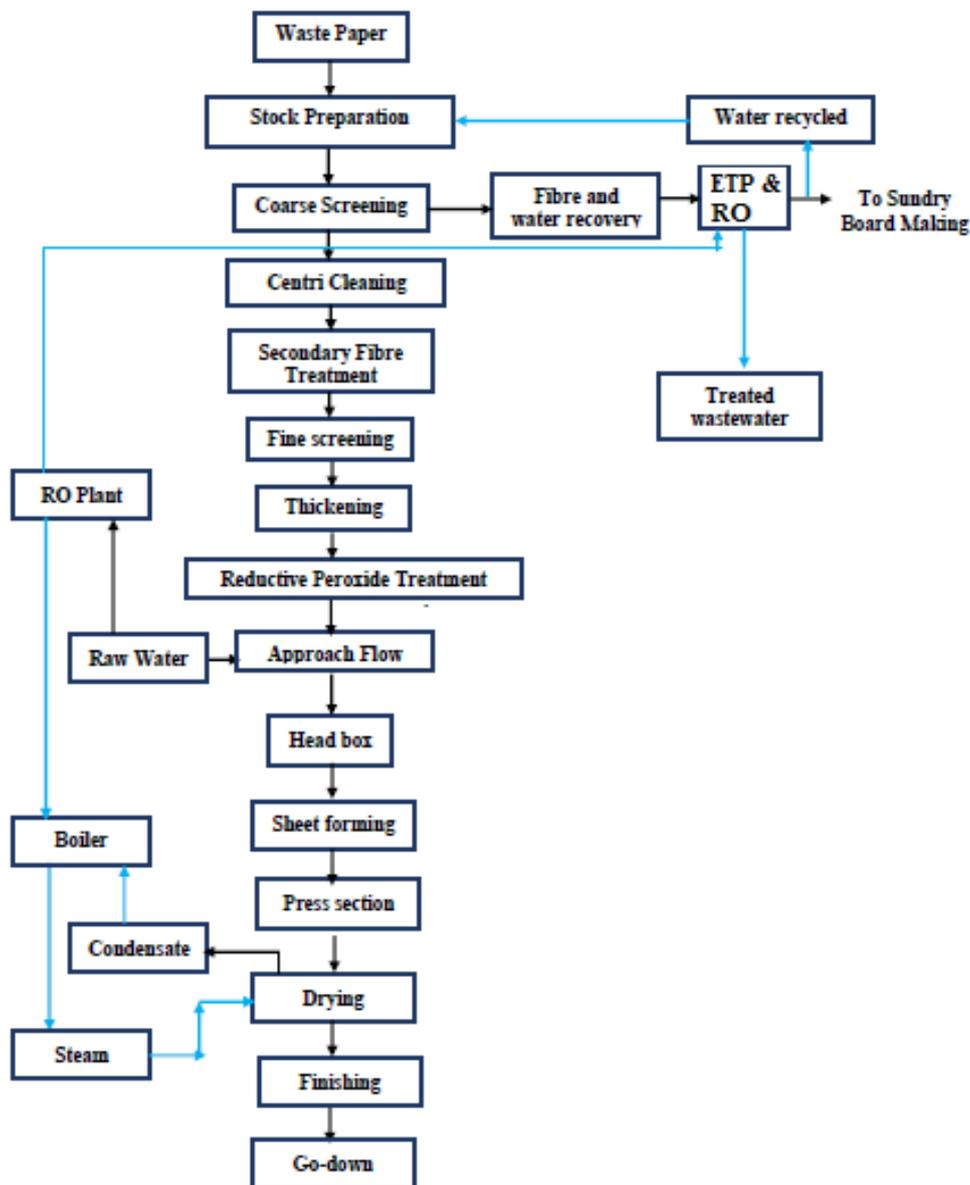 Waste Paper
Stock Preparation
Water recycled
Coarse Screening
Fibre and
water recovery
ETP &
RO
To Sundry
Board Making
Centri Cleaning
Secondary Fibre
Treatment
Treated
wastewater
Fine screening
RO Plant
Thickening
Reductive Peroxide Treatment
Raw Water
Approach Flow
Head box
Sheet forming
Boiler
Press section
Condensate
Drying
Steam
Finishing
Go-down